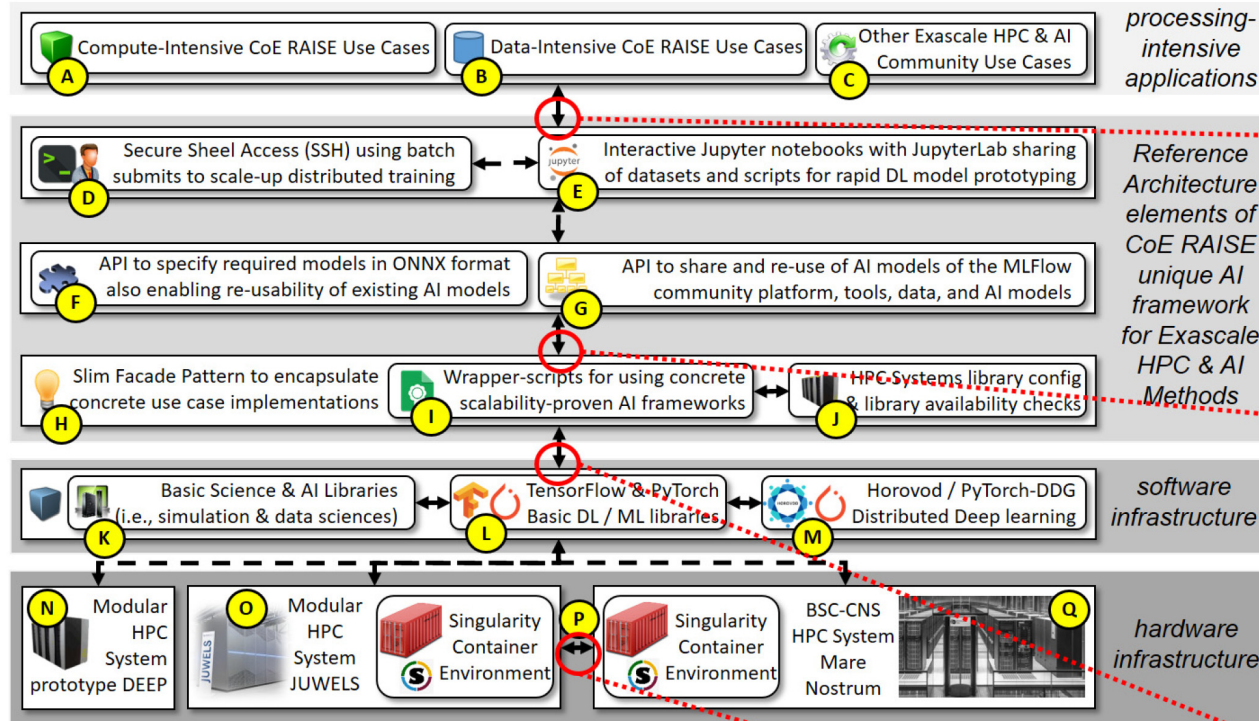 Compute-Intensive CoE RAISE Use Cases
A
Data-Intensive CoE RAISE Use Cases
B
Other Exascale HPC & AI
Community Use Cases
C
processing-
intensive
applications
Secure Sheel Access (SSH) using batch
submits to scale-up distributed training
D
jupyter
Interactive Jupyter notebooks with JupyterLab sharing
of datasets and scripts for rapid DL model prototyping
E
API to specify required models in ONNX format
also enabling re-usability of existing AI models
F
API to share and re-use of AI models of the MLFlow
community platform, tools, data, and AI models
G
Slim Facade Pattern to encapsulate
concrete use case implementations
H
Wrapper-scripts for using concrete
scalability-proven AI frameworks
I
HPC Systems library config
& library availability checks
J
Reference
Architecture
elements of
CoE RAISE
unique AI
framework
for Exascale
HPC & AI
Methods
Basic Science & AI Libraries
(i.e., simulation & data sciences)
K
TensorFlow & PyTorch
Basic DL / ML libraries
L
HOROVOD
Horovod / PyTorch-DDG
Distributed Deep learning
M
software
infrastructure
N
Modular
HPC
System
prototype DEEP
O
JUWELS
Modular
HPC
System
JUWELS
Singularity
Container
Environment
S
P
Singularity
Container
Environment
S
BSC-CNS
HPC System
Mare
Nostrum
Q
hardware
infrastructure